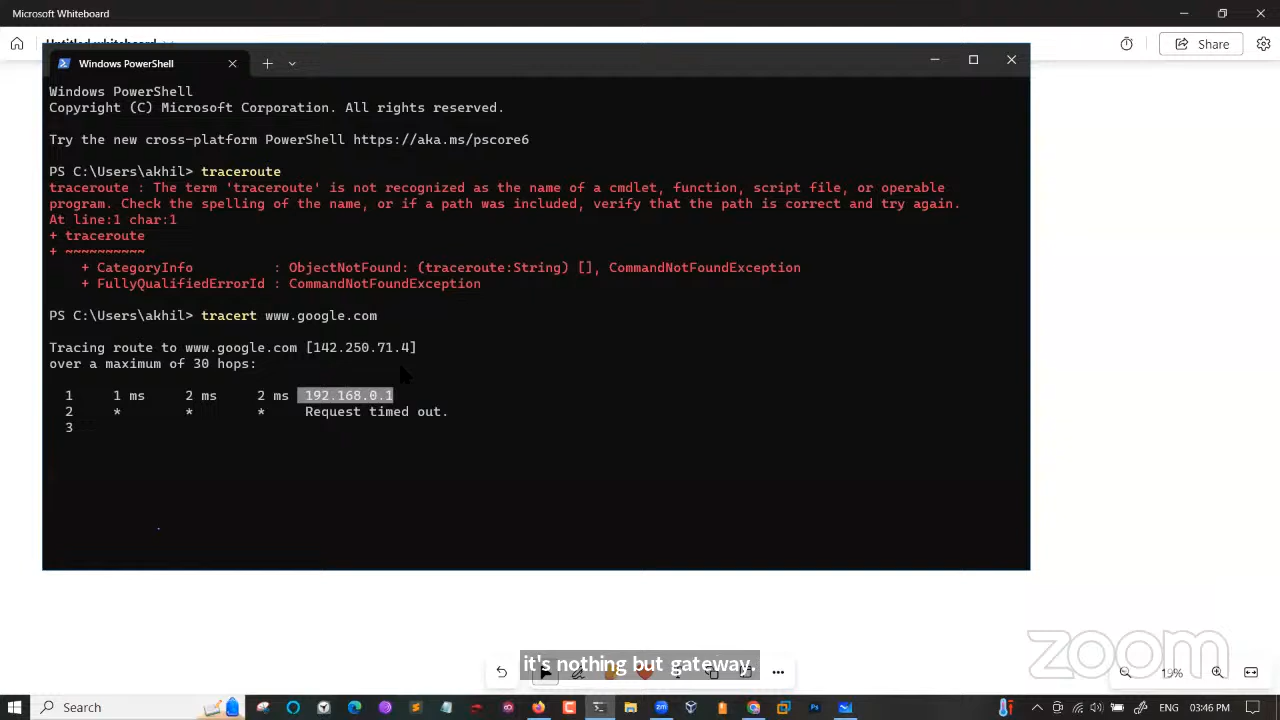 Microsoft Whiteboard
Share
Windows PowerShell
Windows PowerShell
Copyright (C) Microsoft Corporation. All rights reserved.
Try the new cross-platform PowerShell https://aka.ms/pscore6
PS C:\Users\akhil> traceroute
traceroute : The term 'traceroute' is not recognized as the name of a cmdlet, function, script file, or operable
program. Check the spelling of the name, or if a path was included, verify that the path is correct and try again.
At line:1 char:1
+ traceroute
+ ~~~~~~~~~~
+ CategoryInfo : ObjectNotFound: (traceroute:String) [], CommandNotFoundException
+ FullyQualifiedErrorId : CommandNotFoundException
PS C:\Users\akhil> tracert www.google.com
Tracing route to www.google.com [142.250.71.4]
over a maximum of 30 hops:
1 1 ms 2 ms 2 ms 192.168.0.1
2 * * * Request timed out.
3
zoom
it's nothing but gateway.
19%
Search
ENG 03:46 PM